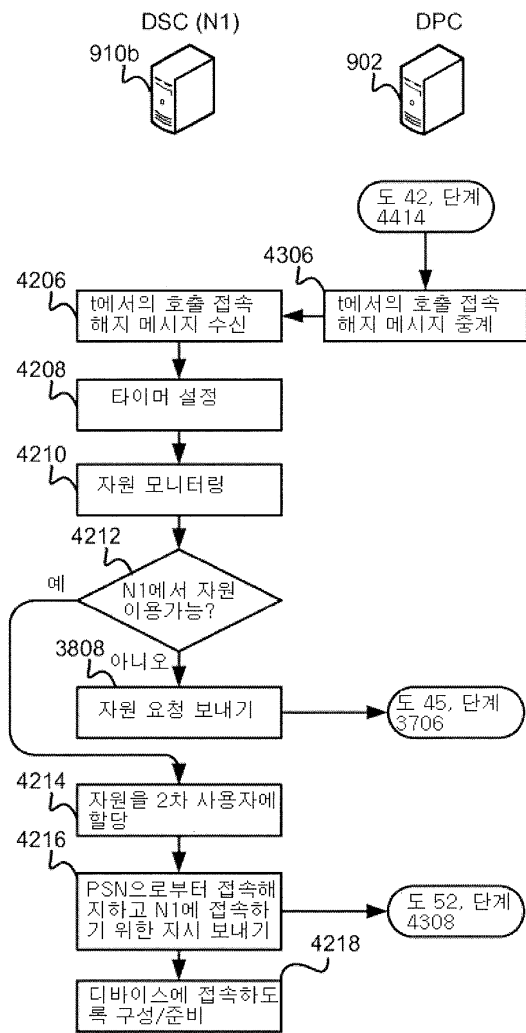 DSC (N1)
DPC
910b
902
도 42, 단계
4414
4306
4206
t에서의 호출 접속
해지 메시지 수신
t에서의 호출 접속
해지 메시지 중계
4208
타이머 설정
4210
자원 모니터링
4212
예
N1에서 자원
이용가능?
3808
아니오
자원 요청 보내기
도 45, 단계
3706
4214
자원을 2차 사용자에
할당
4216
PSN으로부터 접속해
지하고 N1에 접속하
기 위한 지시 보내기
도 52, 단계
4308
4218
디바이스에 접속하도
록 구성/준비